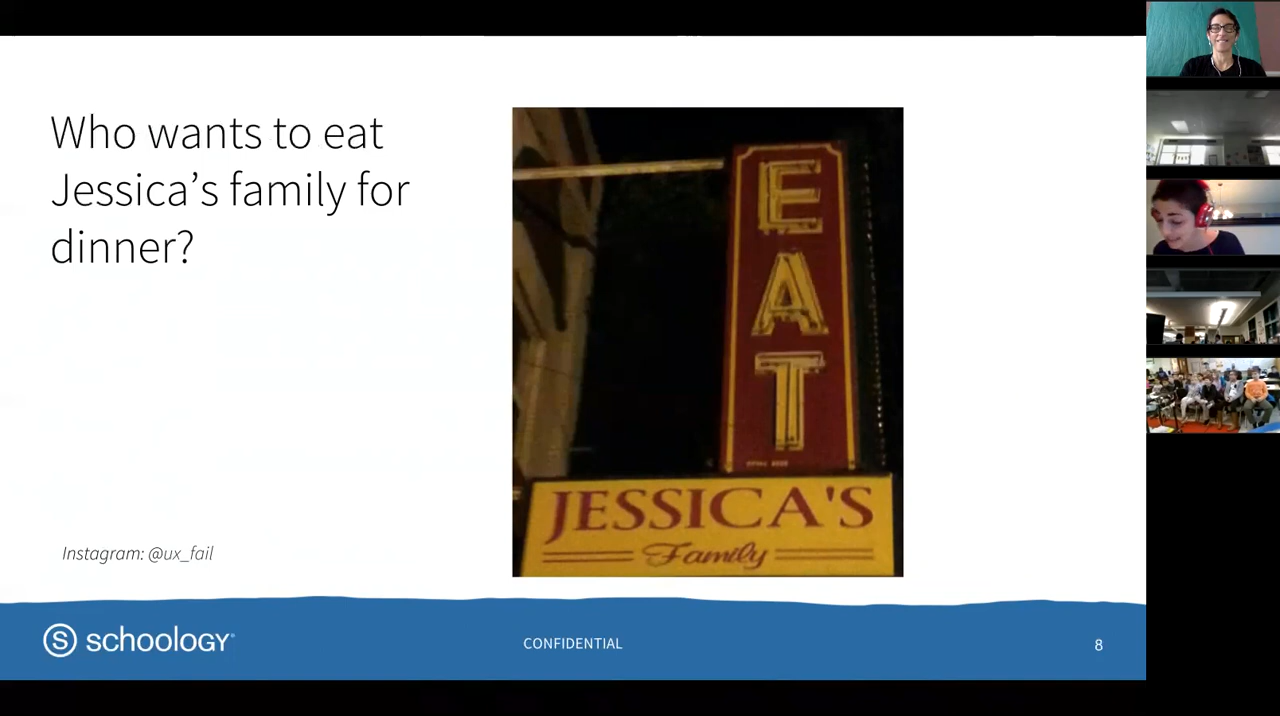 Who wants to eat
Jessica’s family for
dinner?
EAT
JESSICA'S
Family
Instagram: @ux_fail
S schoology
CONFIDENTIAL
8